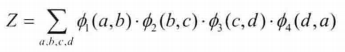 Z = ∑ ϕ₁(a,b)·ϕ₂(b,c)·ϕ₃(c,d)·ϕ₄(d,a)
a,b,c,d